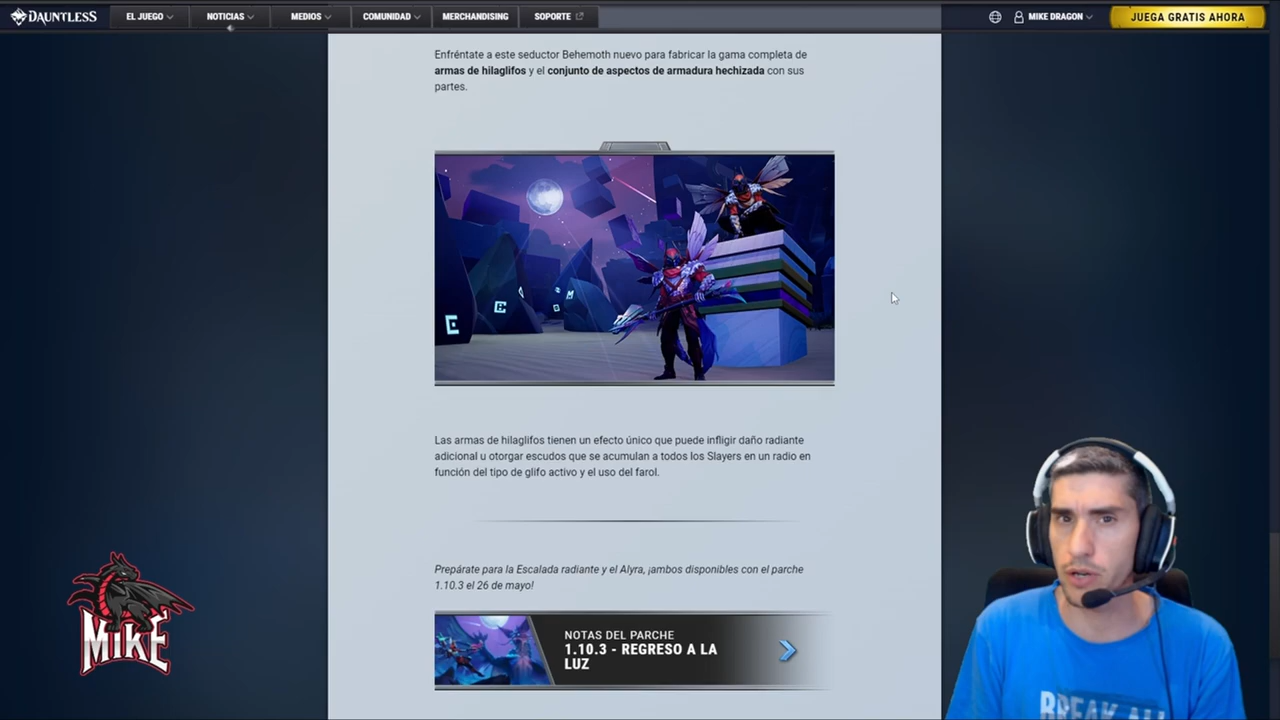 DAUNTLESS
EL JUEGO
NOTICIAS
MEDIOS
COMUNIDAD
MERCHANDISING
SOPORTE
MIKE DRAGON
JUEGA GRATIS AHORA
Enfréntate a este seductor Behemoth nuevo para fabricar la gama completa de
armas de hilaglifos y el conjunto de aspectos de armadura hechizada con sus
partes.
Las armas de hilaglifos tienen un efecto único que puede infligir daño radiante
adicional u otorgar escudos que se acumulan a todos los Slayers en un radio en
función del tipo de glifo activo y el uso del farol.
Prepárate para la Escalada radiante y el Alyra, ¡ambos disponibles con el parche
1.10.3 el 26 de mayo!
NOTAS DEL PARCHE
1.10.3 - REGRESO A LA
LUZ
MIKE
BREAK ALL